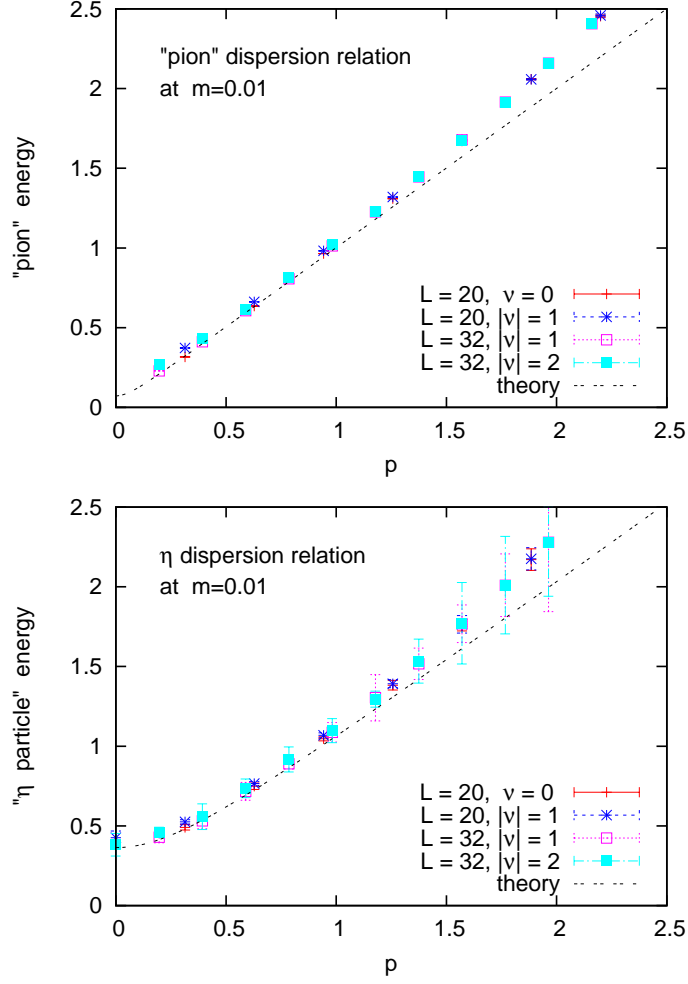 2.5
2
1.5
1
0.5
0
0
0.5
1
1.5
2
2.5
"pion" energy
p
"pion" dispersion relation
at m=0.01
L = 20, ν = 0
L = 20, |ν| = 1
L = 32, |ν| = 1
L = 32, |ν| = 2
theory
2.5
2
1.5
1
0.5
0
0
0.5
1
1.5
2
2.5
"η particle" energy
p
η dispersion relation
at m=0.01
L = 20, ν = 0
L = 20, |ν| = 1
L = 32, |ν| = 1
L = 32, |ν| = 2
theory